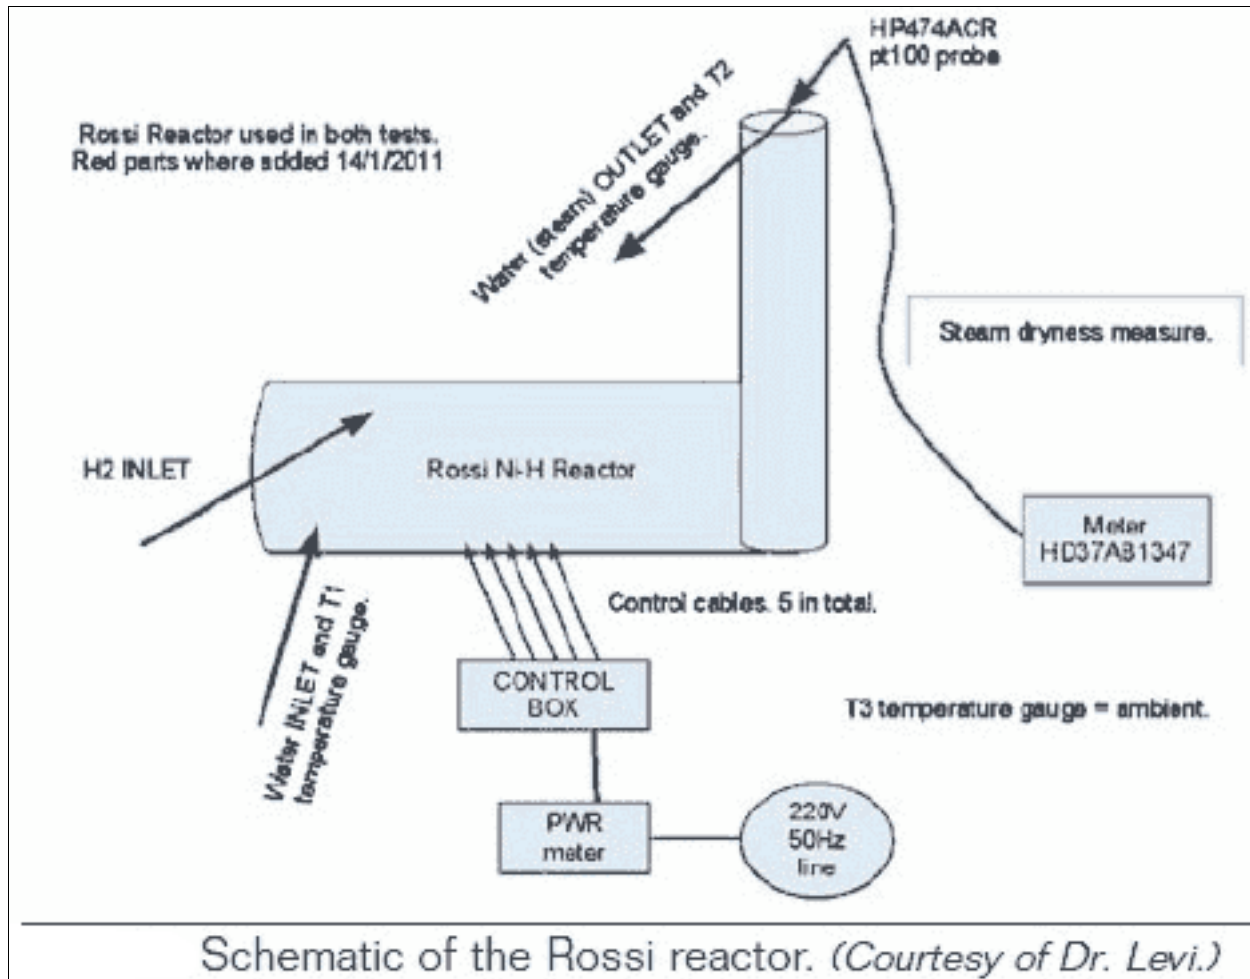 HP474ACR
pt100 probe
Rossi Reactor used in both tests.
Red parts where added 14/1/2011
Water (steam) OUTLET and T2
temperature gauge.
Steam dryness measure.
H2 INLET
Rossi Ni-H Reactor
Meter
HD37AB1347
Water INLET and T1
temperature gauge.
Control cables. 5 in total.
CONTROL
BOX
T3 temperature gauge = ambient.
PWR
meter
220V
50Hz
line
Schematic of the Rossi reactor. (Courtesy of Dr. Levi.)